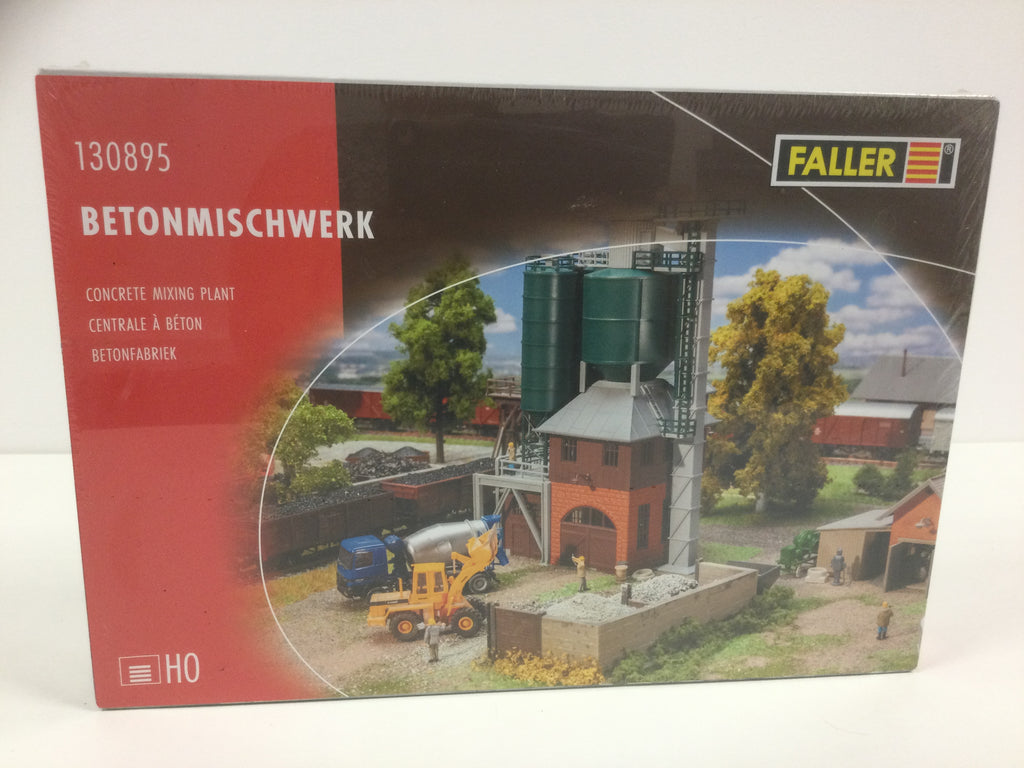 130895
FALLER ®
BETONMISCHWERK
CONCRETE MIXING PLANT
CENTRALE À BÉTON
BETONFABRIEK
HO